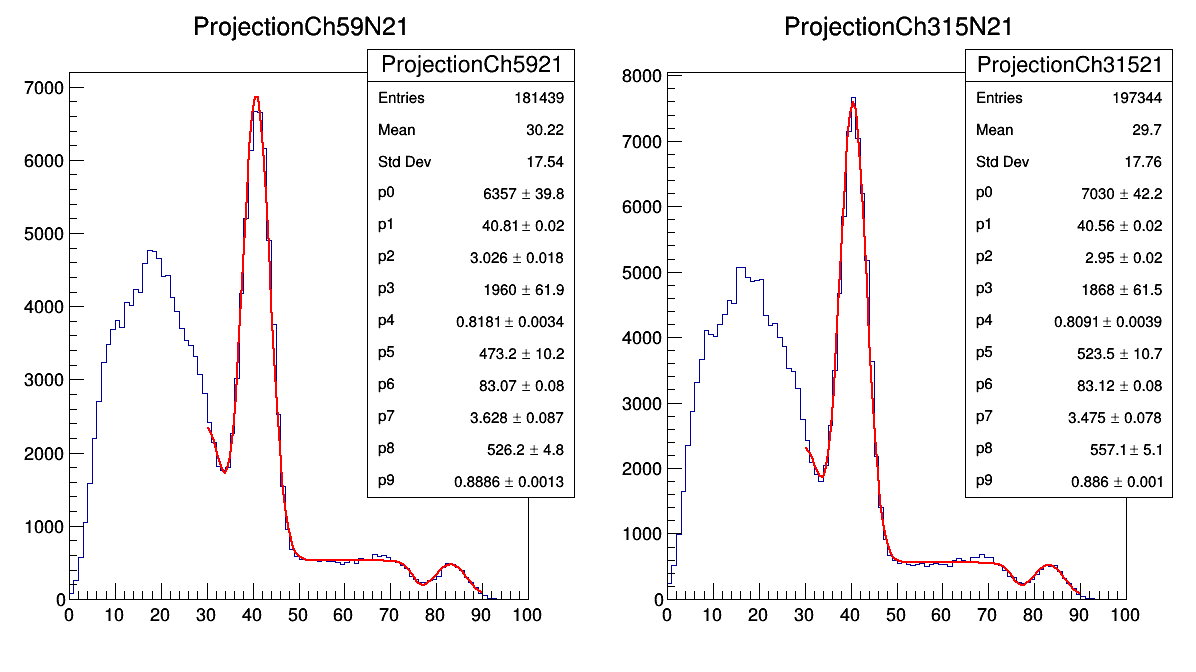 ProjectionCh59N21
ProjectionCh5921
Entries 181439
Mean 30.22
Std Dev 17.54
p0 6357 ± 39.8
p1 40.81 ± 0.02
p2 3.026 ± 0.018
p3 1960 ± 61.9
p4 0.8181 ± 0.0034
p5 473.2 ± 10.2
p6 83.07 ± 0.08
p7 3.628 ± 0.087
p8 526.2 ± 4.8
p9 0.8886 ± 0.0013
7000
6000
5000
4000
3000
2000
1000
0
0 10 20 30 40 50 60 70 80 90 100
ProjectionCh315N21
ProjectionCh31521
Entries 197344
Mean 29.7
Std Dev 17.76
p0 7030 ± 42.2
p1 40.56 ± 0.02
p2 2.95 ± 0.02
p3 1868 ± 61.5
p4 0.8091 ± 0.0039
p5 523.5 ± 10.7
p6 83.12 ± 0.08
p7 3.475 ± 0.078
p8 557.1 ± 5.1
p9 0.886 ± 0.001
8000
7000
6000
5000
4000
3000
2000
1000
0
0 10 20 30 40 50 60 70 80 90 100